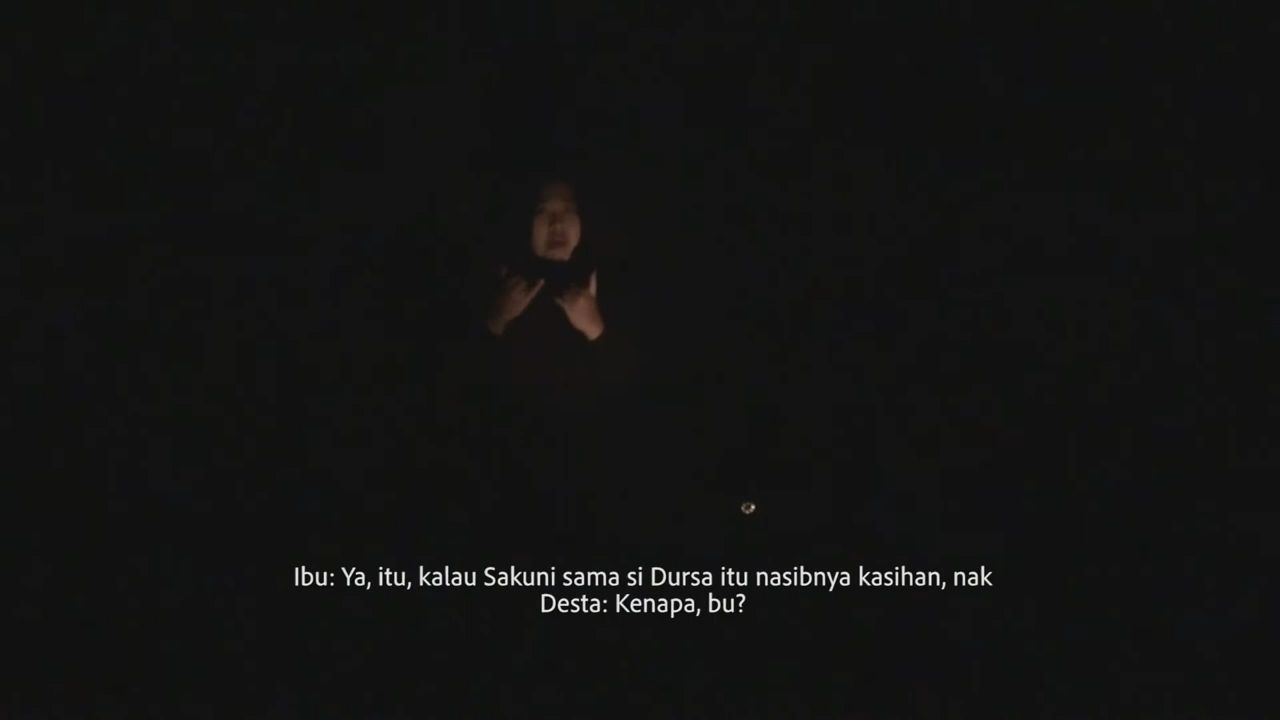 Ibu: Ya, itu, kalau Sakuni sama si Dursa itu nasibnya kasihan, nak
Desta: Kenapa, bu?